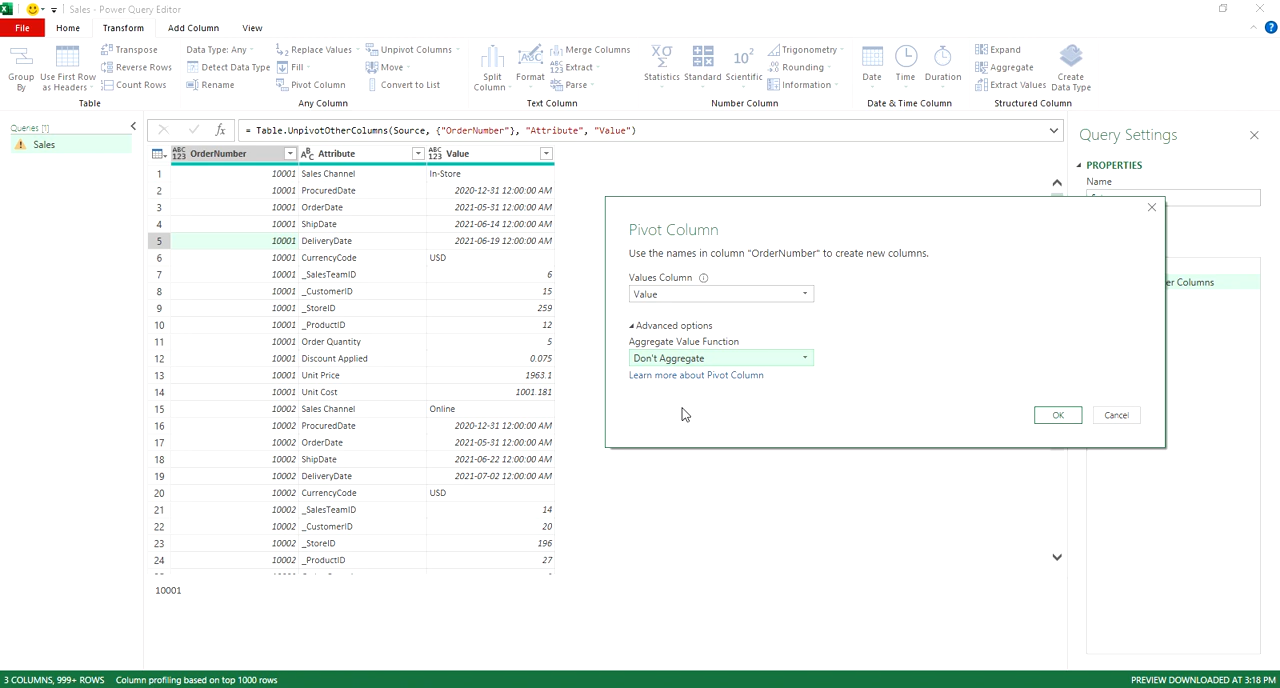 Sales - Power Query Editor
File Home Transform Add Column View
Group By
Use First Row as Headers
Transpose
Reverse Rows
Count Rows
Table
Data Type: Any
Detect Data Type
Rename
Replace Values
Fill
Pivot Column
Unpivot Columns
Move
Convert to List
Any Column
Split Column
Format
Merge Columns
Extract
Parse
Text Column
Statistics
Standard
Scientific
Trigonometry
Rounding
Information
Number Column
Date
Time
Duration
Date & Time Column
Expand
Aggregate
Extract Values
Create Data Type
Structured Column
Queries [1]
Sales
fx
= Table.UnpivotOtherColumns(Source, {"OrderNumber"}, "Attribute", "Value")
ABC 123 OrderNumber ABC Attribute ABC 123 Value
1 10001 Sales Channel In-Store
2 10001 ProcuredDate 2020-12-31 12:00:00 AM
3 10001 OrderDate 2021-05-31 12:00:00 AM
4 10001 ShipDate 2021-06-14 12:00:00 AM
5 10001 DeliveryDate 2021-06-19 12:00:00 AM
6 10001 CurrencyCode USD
7 10001 _SalesTeamID 6
8 10001 _CustomerID 15
9 10001 _StoreID 259
10 10001 _ProductID 12
11 10001 Order Quantity 5
12 10001 Discount Applied 0.075
13 10001 Unit Price 1963.1
14 10001 Unit Cost 1001.181
15 10002 Sales Channel Online
16 10002 ProcuredDate 2020-12-31 12:00:00 AM
17 10002 OrderDate 2021-05-31 12:00:00 AM
18 10002 ShipDate 2021-06-22 12:00:00 AM
19 10002 DeliveryDate 2021-07-02 12:00:00 AM
20 10002 CurrencyCode USD
21 10002 _SalesTeamID 14
22 10002 _CustomerID 20
23 10002 _StoreID 196
24 10002 _ProductID 27
10001
Pivot Column
Use the names in column "OrderNumber" to create new columns.
Values Column
Value
Advanced options
Aggregate Value Function
Don't Aggregate
Learn more about Pivot Column
OK Cancel
Query Settings
PROPERTIES
Name
er Columns
3 COLUMNS, 999+ ROWS Column profiling based on top 1000 rows
PREVIEW DOWNLOADED AT 3:18 PM